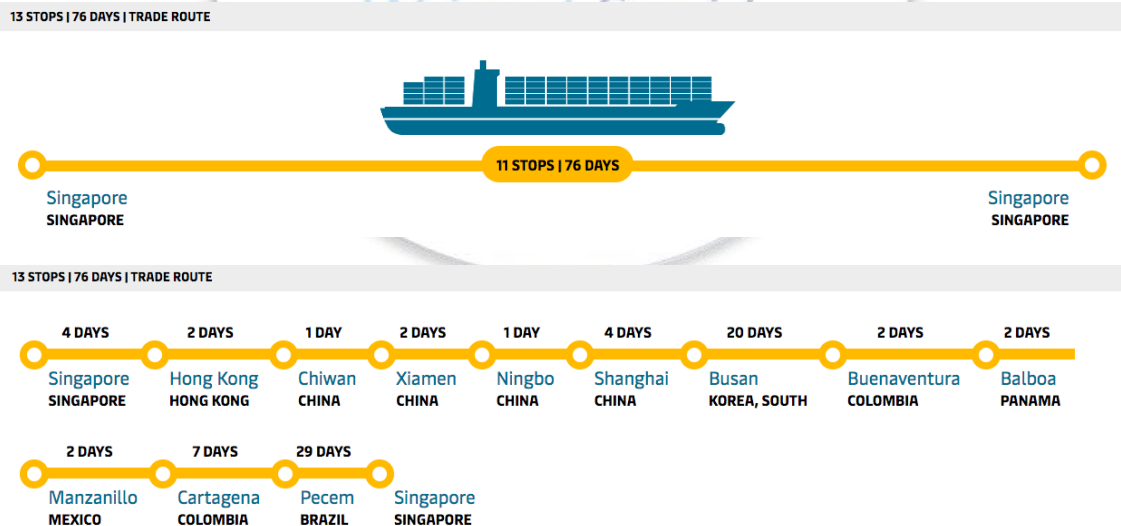 13 STOPS | 76 DAYS | TRADE ROUTE
11 STOPS | 76 DAYS
Singapore
SINGAPORE
Singapore
SINGAPORE
13 STOPS | 76 DAYS | TRADE ROUTE
4 DAYS 2 DAYS 1 DAY 2 DAYS 1 DAY 4 DAYS 20 DAYS 2 DAYS 2 DAYS
Singapore Hong Kong Chiwan Xiamen Ningbo Shanghai Busan Buenaventura Balboa
SINGAPORE HONG KONG CHINA CHINA CHINA CHINA KOREA, SOUTH COLOMBIA PANAMA
2 DAYS 7 DAYS 29 DAYS
Manzanillo Cartagena Pecem Singapore
MEXICO COLOMBIA BRAZIL SINGAPORE